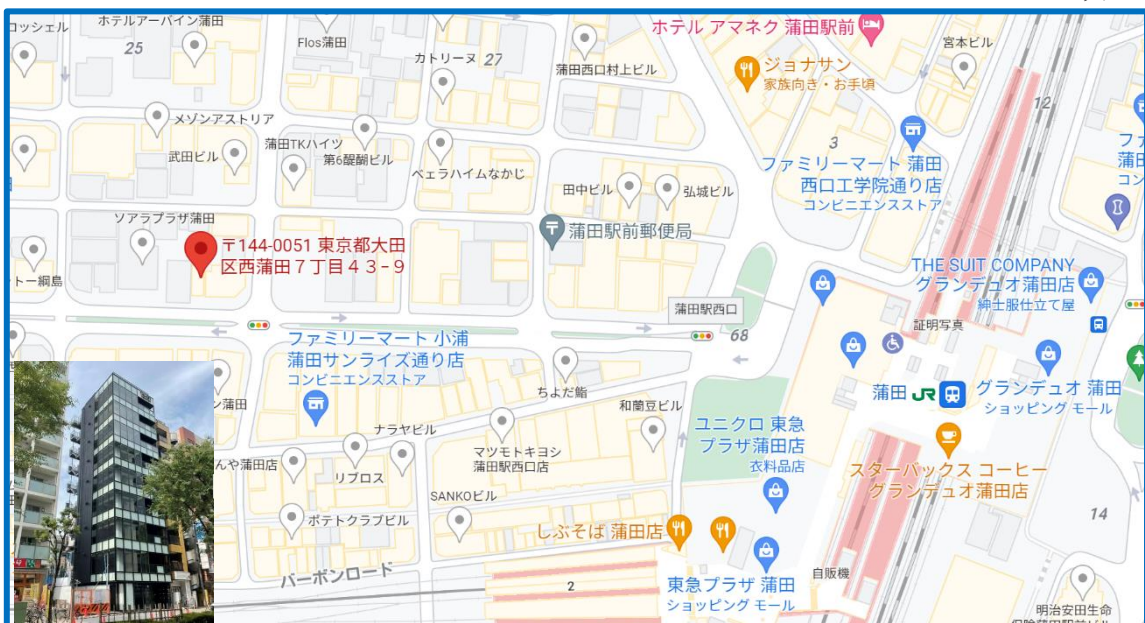 コッシェル
ホテルアーバイン蒲田
25
Flos蒲田
カトリーヌ 27
蒲田西口村上ビル
ホテル アマネク 蒲田駅前
ジョナサン
家族向き・お手頃
宮本ビル
12
メゾンアストリア
武田ビル
蒲田TKハイツ
第6醍醐ビル
ベェラハイムなかじ
田中ビル
弘城ビル
3
ファミリーマート 蒲田
西口工学院通り店
コンビニエンスストア
ファ
蒲田
コン
ソアラプラザ蒲田
〒144-0051 東京都大田
区西蒲田7丁目43-9
トー綱島
蒲田駅前郵便局
THE SUIT COMPANY
グランデュオ蒲田店
紳士服仕立て屋
蒲田駅西口
68
証明写真
ファミリーマート 小浦
蒲田サンライズ通り店
コンビニエンスストア
ン蒲田
ちよだ鮨
和蘭豆ビル
蒲田 JR
グランデュオ 蒲田
ショッピング モール
ナラヤビル
マツモトキヨシ
蒲田駅西口店
ユニクロ 東急
プラザ蒲田店
衣料品店
スターバックス コーヒー
グランデュオ蒲田店
んや蒲田店
リブロス
SANKOビル
ポテトクラブビル
しぶそば 蒲田店
14
バーボンロード
2
東急プラザ 蒲田
ショッピング モール
自販機
明治安田生命